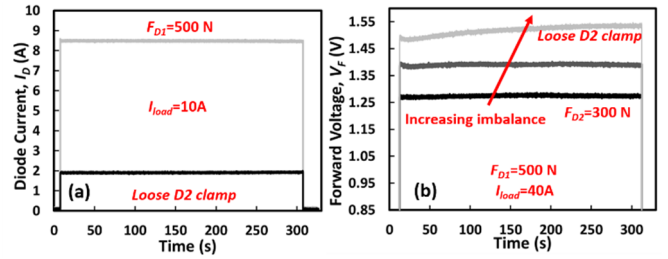 10
9
8
7
6
5
4
3
2
1
0
Diode Current, I_D (A)
F_D1=500 N
I_load=10A
(a)
Loose D2 clamp
0 50 100 150 200 250 300
Time (s)
1.55
1.45
1.35
1.25
1.15
1.05
0.95
0.85
Forward Voltage, V_F (V)
Loose D2 clamp
Increasing imbalance
F_D2=300 N
F_D1=500 N
(b)
I_load=40A
0 50 100 150 200 250 300
Time (s)